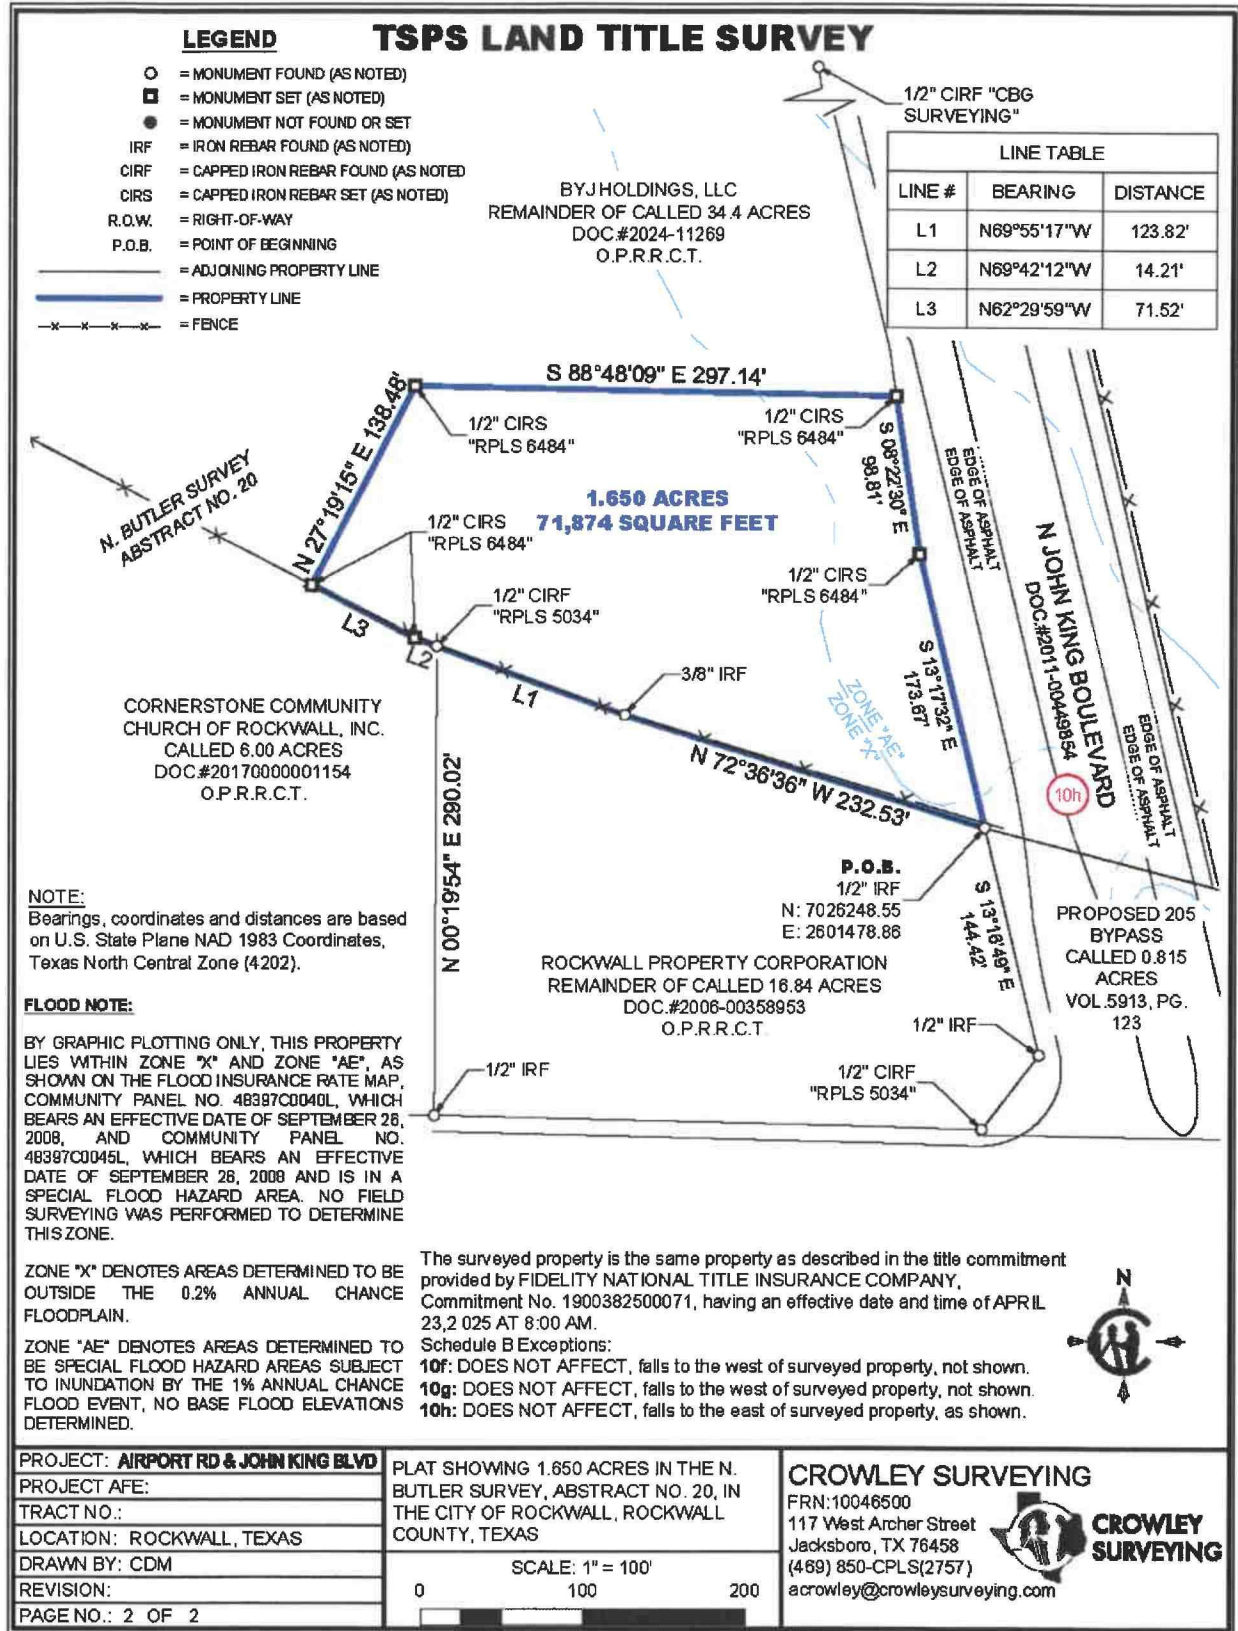 TSPS LAND TITLE SURVEY
LEGEND
= MONUMENT FOUND (AS NOTED)
= MONUMENT SET (AS NOTED)
= MONUMENT NOT FOUND OR SET
IRF = IRON REBAR FOUND (AS NOTED)
CIRF = CAPPED IRON REBAR FOUND (AS NOTED
CIRS = CAPPED IRON REBAR SET (AS NOTED)
R.O.W. = RIGHT-OF-WAY
P.O.B. = POINT OF BEGINNING
= ADJOINING PROPERTY LINE
= PROPERTY LINE
= FENCE
1/2" CIRF "CBG
SURVEYING"
LINE TABLE
LINE # BEARING DISTANCE
L1 N69°55'17"W 123.82'
L2 N69°42'12"W 14.21'
L3 N62°29'59"W 71.52'
BYJ HOLDINGS, LLC
REMAINDER OF CALLED 34.4 ACRES
DOC.#2024-11269
O.P.R.R.C.T.
S 88°48'09" E 297.14'
1/2" CIRS
"RPLS 6484"
1/2" CIRS
"RPLS 6484"
N 27°19'15" E 138.48'
S 08°22'30" E
98.81'
EDGE OF ASPHALT
EDGE OF ASPHALT
N. BUTLER SURVEY
ABSTRACT NO. 20
1.650 ACRES
71,874 SQUARE FEET
1/2" CIRS
"RPLS 6484"
1/2" CIRS
"RPLS 6484"
1/2" CIRF
"RPLS 5034"
L3
L2
L1
3/8" IRF
ZONE "AE"
ZONE "X"
S 13°17'32" E
173.67'
N JOHN KING BOULEVARD
DOC.#2011-00449854
10h
EDGE OF ASPHALT
EDGE OF ASPHALT
CORNERSTONE COMMUNITY
CHURCH OF ROCKWALL, INC.
CALLED 6.00 ACRES
DOC.#20170000001154
O.P.R.R.C.T.
N 72°36'36" W 232.53'
N 00°19'54" E 290.02'
P.O.B.
1/2" IRF
N: 7026248.55
E: 2601478.86
S 13°16'49" E
144.42'
PROPOSED 205
BYPASS
CALLED 0.815
ACRES
VOL.5913, PG.
123
ROCKWALL PROPERTY CORPORATION
REMAINDER OF CALLED 16.84 ACRES
DOC.#2006-00358953
O.P.R.R.C.T.
1/2" IRF
1/2" IRF
1/2" CIRF
"RPLS 5034"
NOTE:
Bearings, coordinates and distances are based
on U.S. State Plane NAD 1983 Coordinates,
Texas North Central Zone (4202).
FLOOD NOTE:
BY GRAPHIC PLOTTING ONLY, THIS PROPERTY
LIES WITHIN ZONE "X" AND ZONE "AE", AS
SHOWN ON THE FLOOD INSURANCE RATE MAP,
COMMUNITY PANEL NO. 48397C0040L, WHICH
BEARS AN EFFECTIVE DATE OF SEPTEMBER 26,
2008, AND COMMUNITY PANEL NO.
48397C0045L, WHICH BEARS AN EFFECTIVE
DATE OF SEPTEMBER 26, 2008 AND IS IN A
SPECIAL FLOOD HAZARD AREA. NO FIELD
SURVEYING WAS PERFORMED TO DETERMINE
THIS ZONE.
ZONE "X" DENOTES AREAS DETERMINED TO BE
OUTSIDE THE 0.2% ANNUAL CHANCE
FLOODPLAIN.
ZONE "AE" DENOTES AREAS DETERMINED TO
BE SPECIAL FLOOD HAZARD AREAS SUBJECT
TO INUNDATION BY THE 1% ANNUAL CHANCE
FLOOD EVENT, NO BASE FLOOD ELEVATIONS
DETERMINED.
The surveyed property is the same property as described in the title commitment
provided by FIDELITY NATIONAL TITLE INSURANCE COMPANY,
Commitment No. 1900382500071, having an effective date and time of APRIL
23,2 025 AT 8:00 AM.
Schedule B Exceptions:
10f: DOES NOT AFFECT, falls to the west of surveyed property, not shown.
10g: DOES NOT AFFECT, falls to the west of surveyed property, not shown.
10h: DOES NOT AFFECT, falls to the east of surveyed property, as shown.
N
PROJECT: AIRPORT RD & JOHN KING BLVD
PROJECT AFE:
TRACT NO.:
LOCATION: ROCKWALL, TEXAS
DRAWN BY: CDM
REVISION:
PAGE NO.: 2 OF 2
PLAT SHOWING 1.650 ACRES IN THE N.
BUTLER SURVEY, ABSTRACT NO. 20, IN
THE CITY OF ROCKWALL, ROCKWALL
COUNTY, TEXAS
SCALE: 1" = 100'
0 100 200
CROWLEY SURVEYING
FRN:10046500
117 West Archer Street
Jacksboro, TX 76458
(469) 850-CPLS(2757)
acrowley@crowleysurveying.com
CROWLEY
SURVEYING